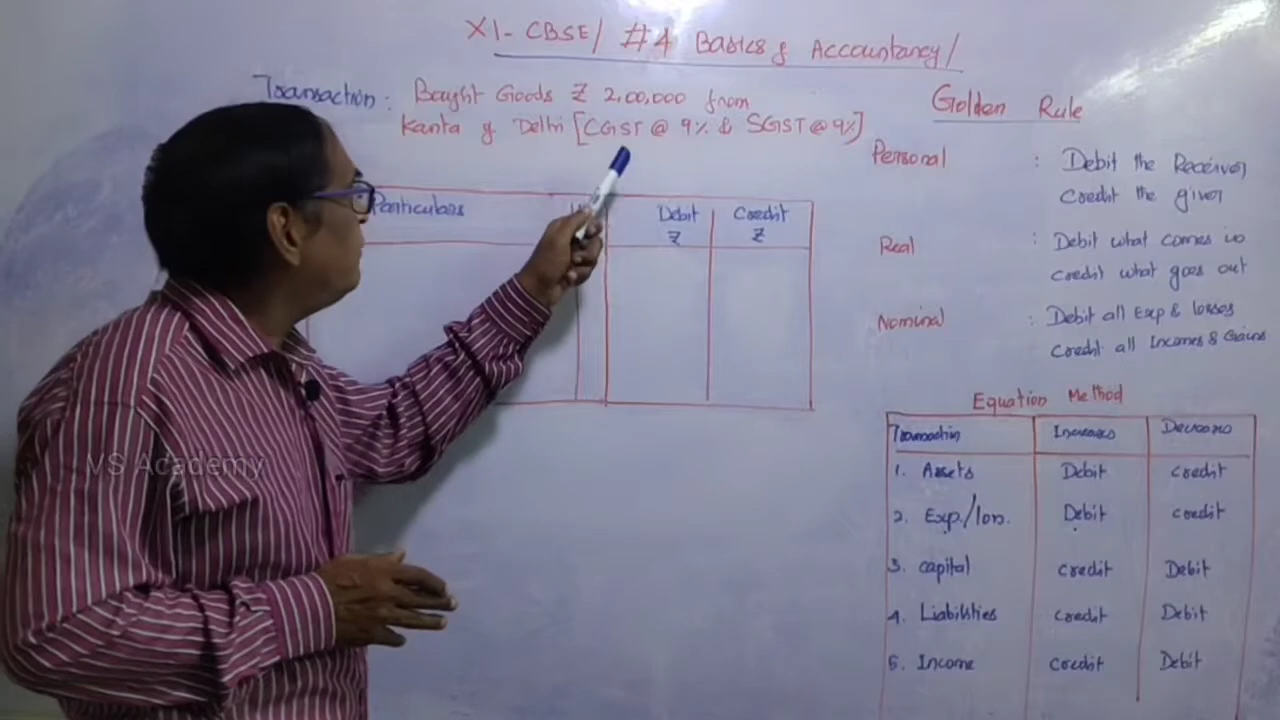 XI- CBSE/ #4 Basics of Accountancy/
Transaction: Bought Goods ₹ 2,00,000 from
Kanta of Delhi [CGST @ 9% & SGST @ 9%]
Particulars
Debit
₹
Credit
₹
Golden Rule
Personal : Debit the Receiver
Credit the giver
Real : Debit what comes in
Credit what goes out
Nominal : Debit all Exp & losses
Credit all Incomes & Gains
Equation Method
Transaction Increases Decreases
1. Assets Debit Credit
2. Exp./loss. Debit Credit
3. Capital Credit Debit
4. Liabilities Credit Debit
5. Income Credit Debit
VS Academy